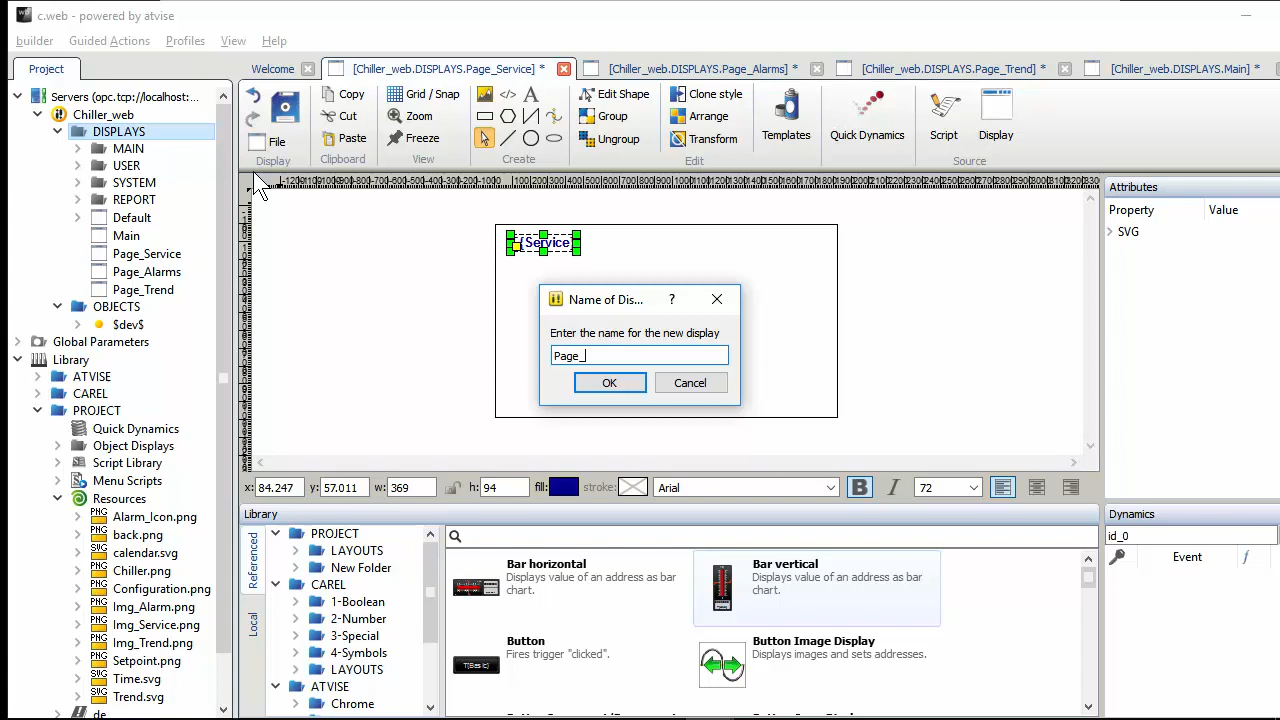 c.web - powered by atvise
builder Guided Actions Profiles View Help
Project
Welcome
[Chiller_web.DISPLAYS.Page_Service] *
[Chiller_web.DISPLAYS.Page_Alarms] *
[Chiller_web.DISPLAYS.Page_Trend] *
[Chiller_web.DISPLAYS.Main] *
Servers (opc.tcp://localhost:...
Chiller_web
DISPLAYS
MAIN
USER
SYSTEM
REPORT
Default
Main
Page_Service
Page_Alarms
Page_Trend
OBJECTS
$dev$
Global Parameters
Library
ATVISE
CAREL
PROJECT
Quick Dynamics
Object Displays
Script Library
Menu Scripts
Resources
Alarm_Icon.png
back.png
calendar.svg
Chiller.png
Configuration.png
Img_Alarm.png
Img_Service.png
Img_Trend.png
Setpoint.png
Time.svg
Trend.svg
de
File
Display
Copy
Cut
Paste
Clipboard
Grid / Snap
Zoom
Freeze
View
Create
Edit Shape
Group
Ungroup
Clone style
Arrange
Transform
Edit
Templates
Quick Dynamics
Script
Display
Source
Name of Dis...
?
Enter the name for the new display
Page_
OK Cancel
Attributes
Property Value
SVG
x: 84.247 y: 57.011 w: 369 h: 94 fill: stroke: Arial B I 72
Library
Referenced
Local
PROJECT
LAYOUTS
New Folder
CAREL
1-Boolean
2-Number
3-Special
4-Symbols
LAYOUTS
ATVISE
Chrome
Bar horizontal
Displays value of an address as bar
chart.
Bar vertical
Displays value of an address as bar
chart.
Button
Fires trigger "clicked".
Button Image Display
Displays images and sets addresses.
T(Basic)
Dynamics
id_0
Event f